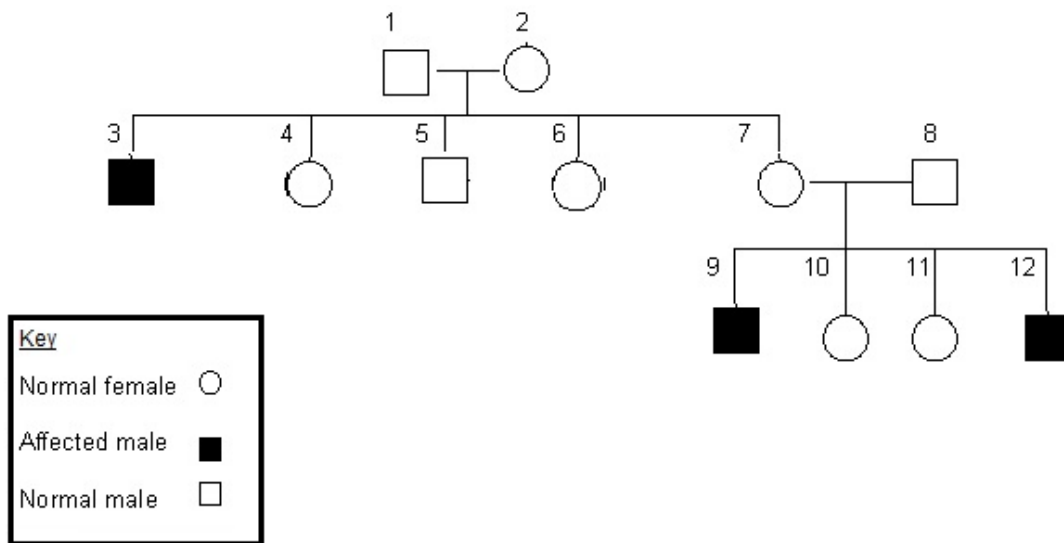 1 2
3 4 5 6 7 8
9 10 11 12
Key
Normal female
Affected male
Normal male